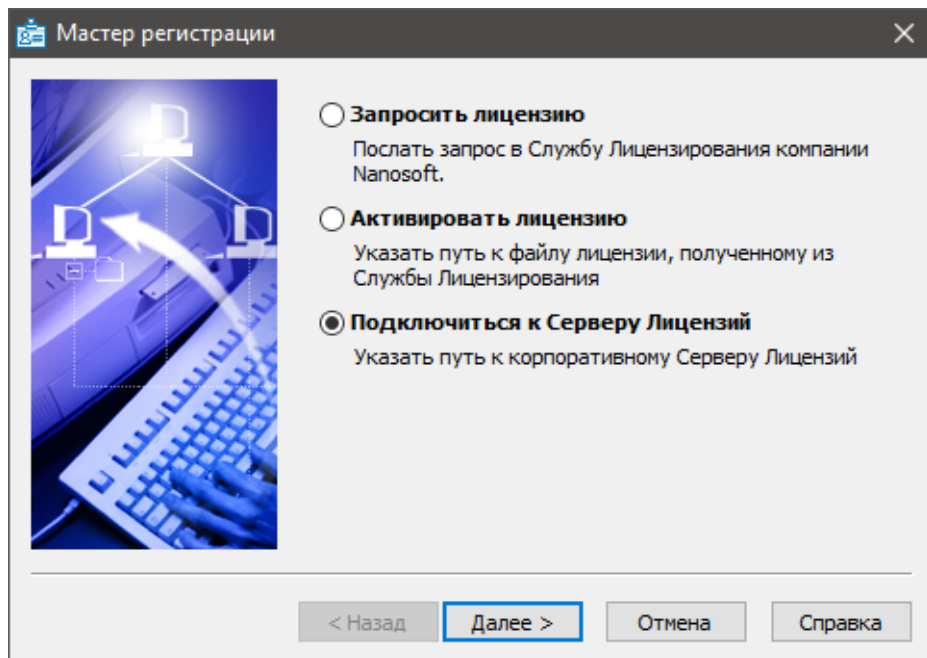 Мастер регистрации
Запросить лицензию
Послать запрос в Службу Лицензирования компании
Nanosoft.
Активировать лицензию
Указать путь к файлу лицензии, полученному из
Службы Лицензирования
Подключиться к Серверу Лицензий
Указать путь к корпоративному Серверу Лицензий
< Назад
Далее >
Отмена
Справка